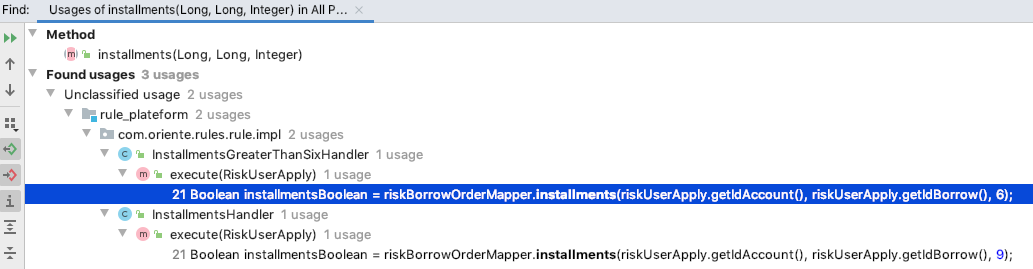 Find: Usages of installments(Long, Long, Integer) in All P... ×
Method
m installments(Long, Long, Integer)
Found usages 3 usages
Unclassified usage 2 usages
rule_plateform 2 usages
com.oriente.rules.rule.impl 2 usages
C InstallmentsGreaterThanSixHandler 1 usage
m execute(RiskUserApply) 1 usage
21 Boolean installmentsBoolean = riskBorrowOrderMapper.installments(riskUserApply.getIdAccount(), riskUserApply.getIdBorrow(), 6);
C InstallmentsHandler 1 usage
m execute(RiskUserApply) 1 usage
21 Boolean installmentsBoolean = riskBorrowOrderMapper.installments(riskUserApply.getIdAccount(), riskUserApply.getIdBorrow(), 9);